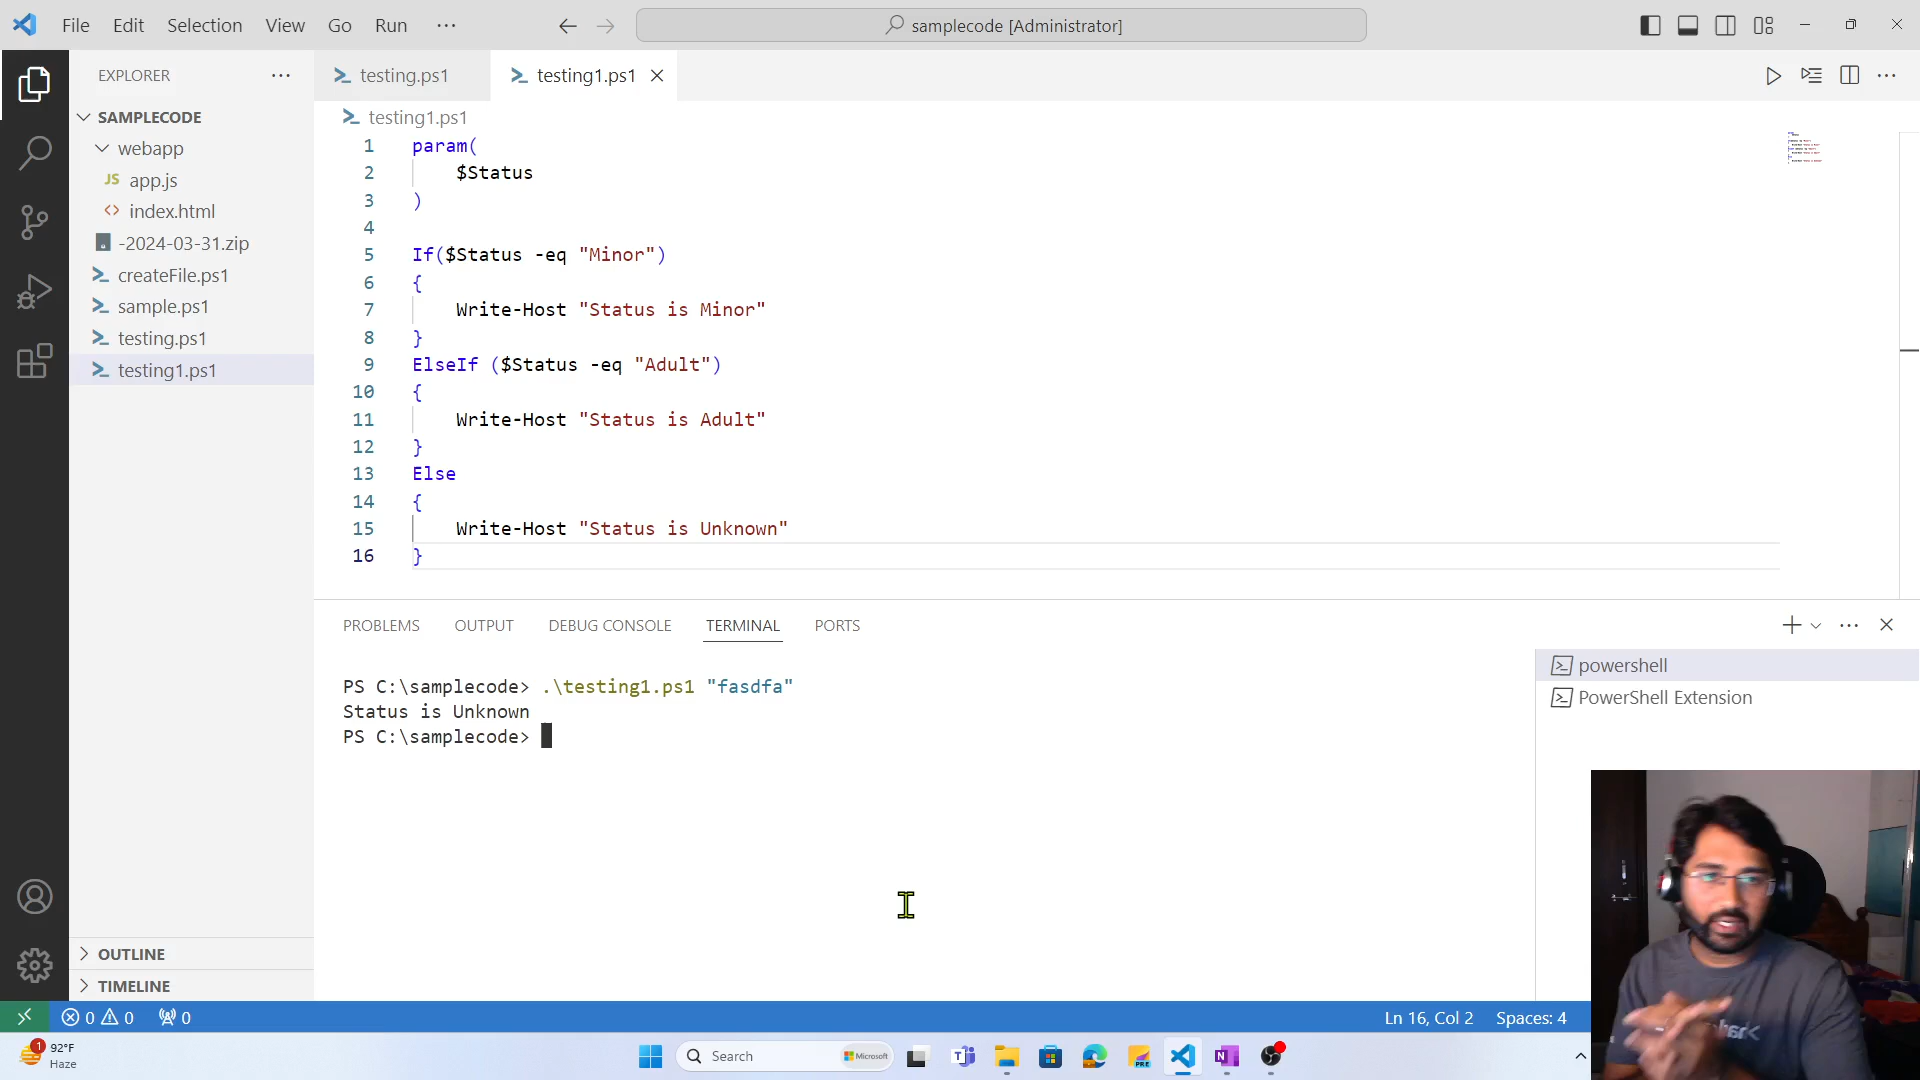 File Edit Selection View Go Run ···
samplecode [Administrator]
EXPLORER
SAMPLECODE
webapp
JS app.js
<> index.html
-2024-03-31.zip
createFile.ps1
sample.ps1
testing.ps1
testing1.ps1
OUTLINE
TIMELINE
testing.ps1
testing1.ps1
testing1.ps1
1 param(
2 $Status
3 )
4
5 If($Status -eq "Minor")
6 {
7 Write-Host "Status is Minor"
8 }
9 ElseIf ($Status -eq "Adult")
10 {
11 Write-Host "Status is Adult"
12 }
13 Else
14 {
15 Write-Host "Status is Unknown"
16 }
PROBLEMS OUTPUT DEBUG CONSOLE TERMINAL PORTS
PS C:\samplecode> .\testing1.ps1 "fasdfa"
Status is Unknown
PS C:\samplecode>
powershell
PowerShell Extension
0 0 0
Ln 16, Col 2 Spaces: 4
1
92°F
Haze
Search
Microsoft